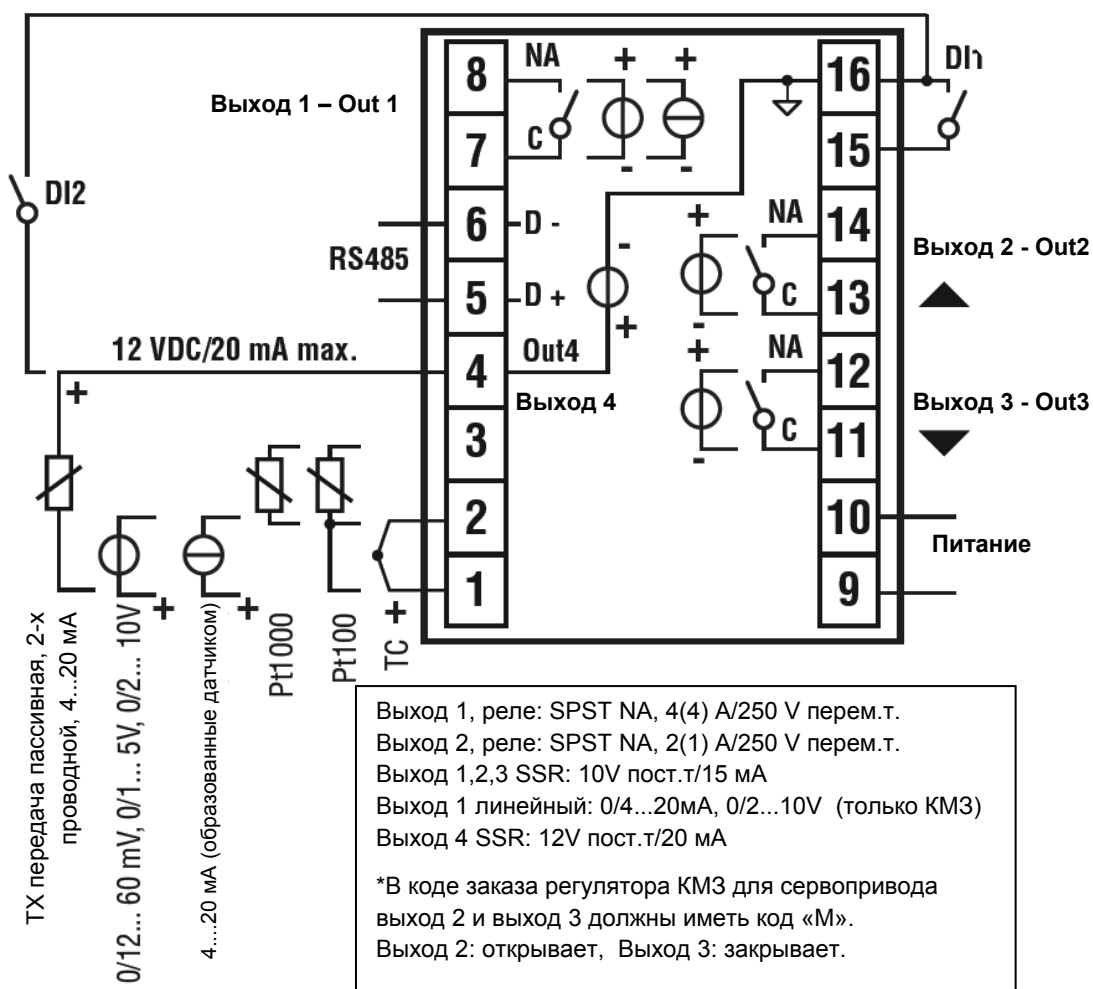 8
NA
+
+
16
DI1
Выход 1 – Out 1
7
C
-
-
15
DI2
6
D -
-
+
NA
14
Выход 2 - Out2
RS485
5
D +
+
-
C
13
12 VDC/20 mA max.
4
Out4
+
NA
12
+
Выход 4
Выход 3 - Out3
3
-
C
11
2
10
Питание
1
9
+
+
+
TX передача пассивная, 2-х
проводной, 4...20 мА
0/12... 60 mV, 0/1... 5V, 0/2... 10V
4....20 мА (образованные датчиком)
Pt1000
Pt100
TC
Выход 1, реле: SPST NA, 4(4) A/250 V перем.т.
Выход 2, реле: SPST NA, 2(1) A/250 V перем.т.
Выход 1,2,3 SSR: 10V пост.т/15 мА
Выход 1 линейный: 0/4...20мА, 0/2...10V (только КМ3)
Выход 4 SSR: 12V пост.т/20 мА
*В коде заказа регулятора КМ3 для сервопривода
выход 2 и выход 3 должны иметь код «М».
Выход 2: открывает, Выход 3: закрывает.